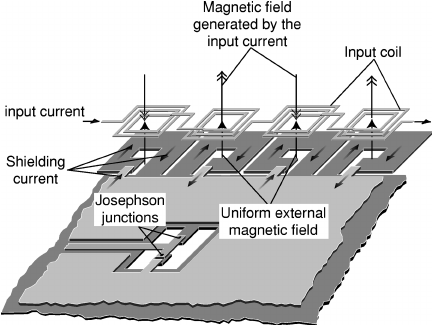 Magnetic field
generated by the
input current
Input coil
input current
Shielding
current
Josephson
junctions
Uniform external
magnetic field